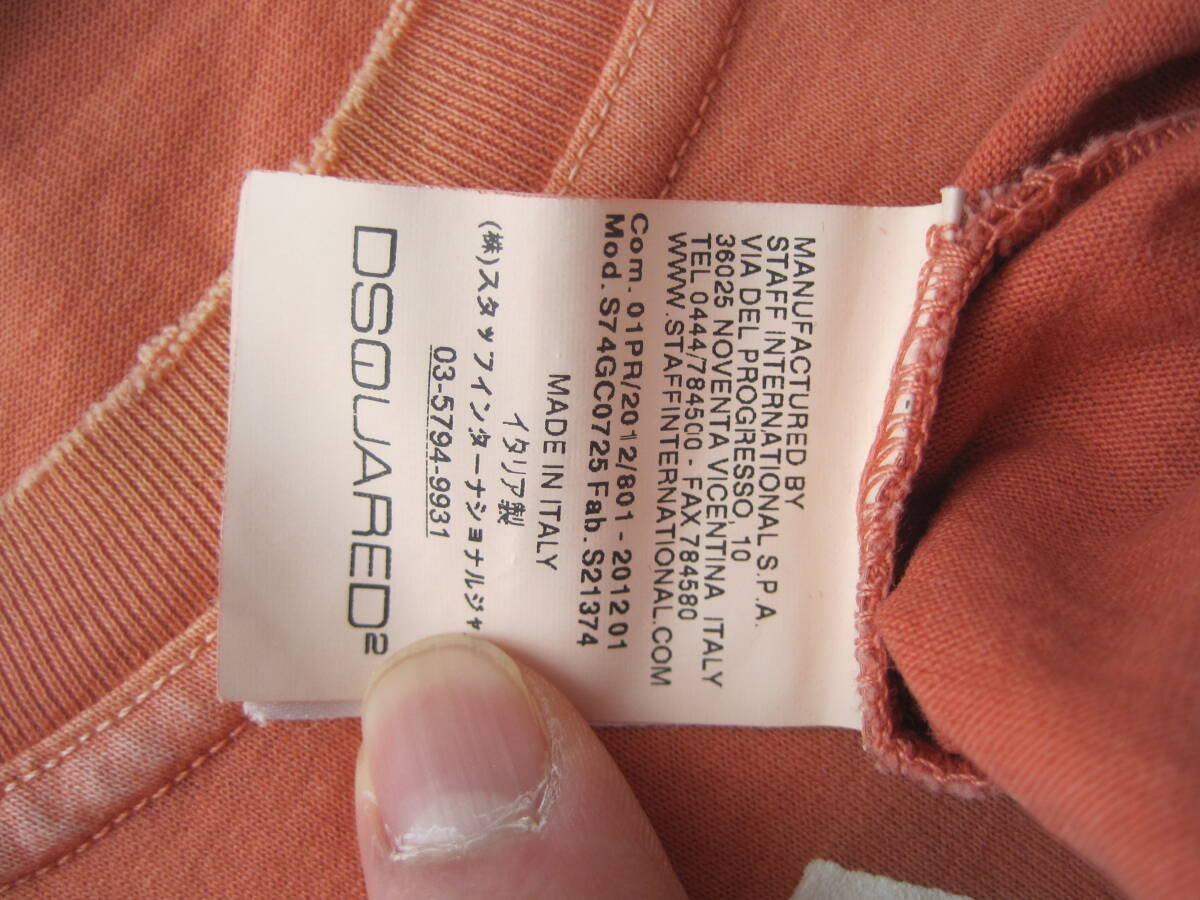 MANUFACTURED BY
STAFF INTERNATIONAL S.P.A.
VIA DEL PROGRESSO, 10
36025 NOVENTA VICENTINA ITALY
TEL 0444/784500 - FAX 784580
WWW.STAFFINTERNATIONAL.COM
Com. 01PR/2012/801 - 201201
Mod. S74GC0725 Fab. S21374
MADE IN ITALY
イタリア製
(株)スタッフインターナショナルジャ
03-5794-9931
DSQUARED2